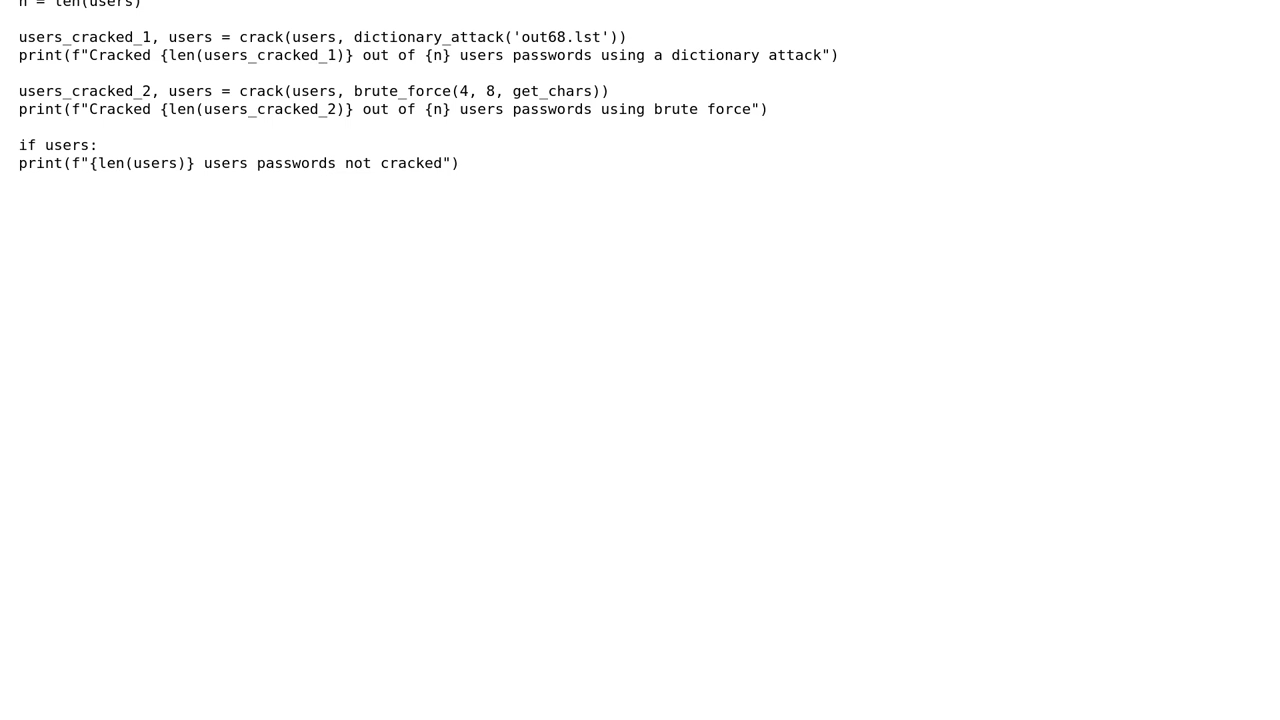 n = len(users)
users_cracked_1, users = crack(users, dictionary_attack('out68.lst'))
print(f"Cracked {len(users_cracked_1)} out of {n} users passwords using a dictionary attack")
users_cracked_2, users = crack(users, brute_force(4, 8, get_chars))
print(f"Cracked {len(users_cracked_2)} out of {n} users passwords using brute force")
if users:
print(f"{len(users)} users passwords not cracked")